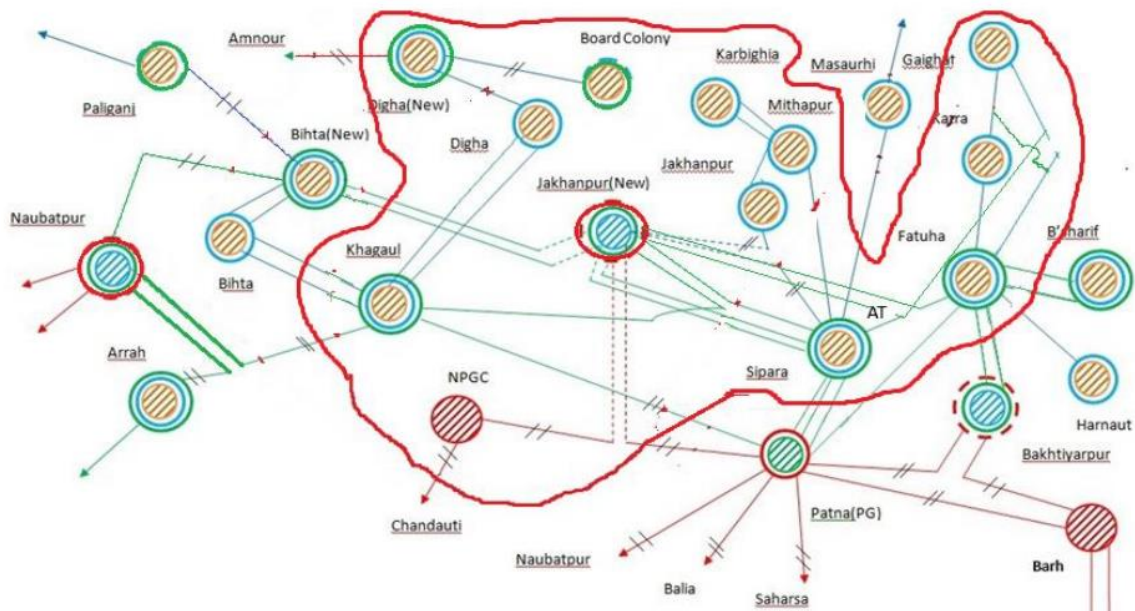 Amnour
Board Colony
Karbighia
Masaurhi
Gaighat
Paliganj
Digha(New)
Mithapur
Karra
Bihta(New)
Digha
Jakhanpur
Jakhanpur(New)
Naubatpur
Khagaul
Fatuha
B'sharif
Bihta
AT
Arrah
Sipara
NPGC
Harnaut
Bakhtiyarpur
Chandauti
Patna(PG)
Naubatpur
Balia
Barh
Saharsa